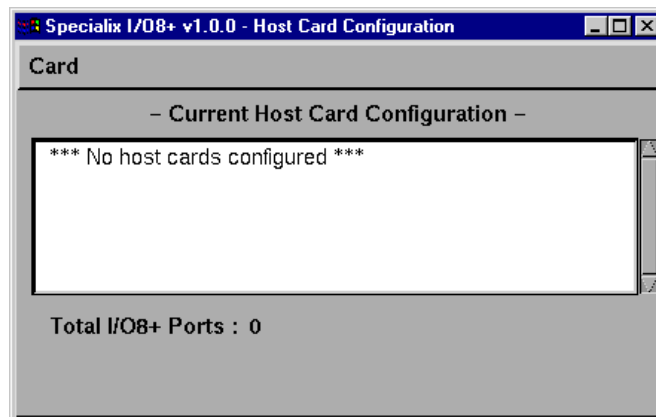 Specialix I/O8+ v1.0.0 - Host Card Configuration
Card
– Current Host Card Configuration –
*** No host cards configured ***
Total I/O8+ Ports : 0